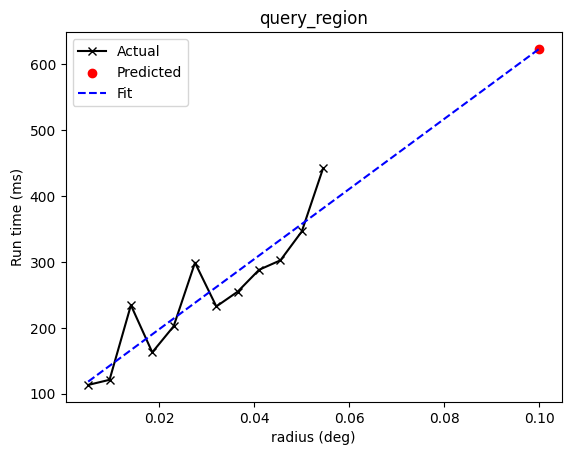 query_region
Actual
Predicted
Fit
Run time (ms)
600
500
400
300
200
100
0.02
0.04
0.06
0.08
0.10
radius (deg)